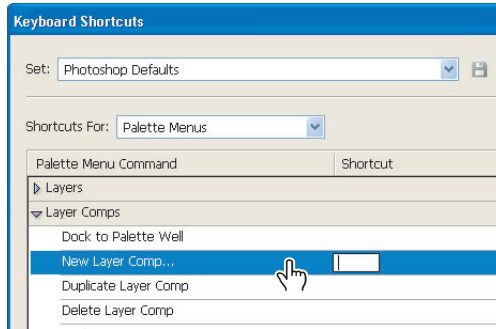 Keyboard Shortcuts
Set: Photoshop Defaults
Shortcuts For: Palette Menus
Palette Menu Command Shortcut
Layers
Layer Comps
Dock to Palette Well
New Layer Comp...
Duplicate Layer Comp
Delete Layer Comp